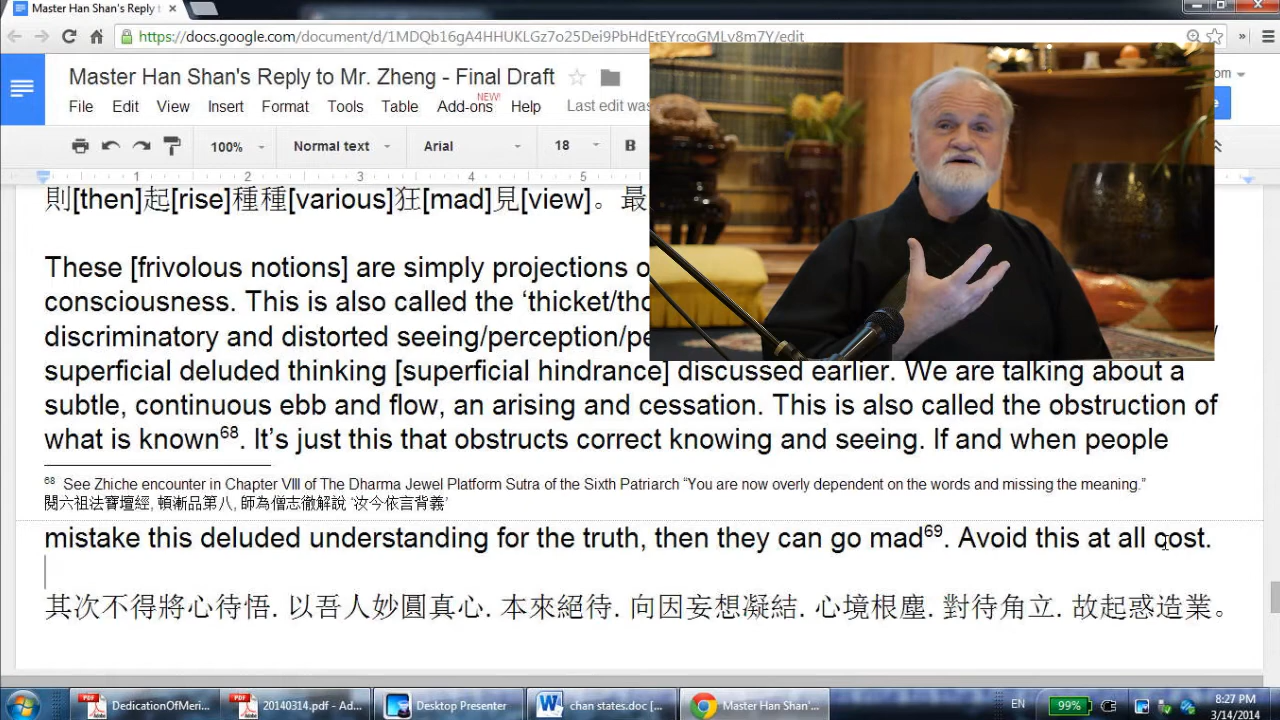 Master Han Shan's Reply t
https://docs.google.com/document/d/1MDQb16gA4HHUKLGz7o25Dei9PbHdEtEYrcoGMLv8m7Y/edit
Master Han Shan's Reply to Mr. Zheng - Final Draft
om
File Edit View Insert Format Tools Table Add-ons NEW! Help Last edit was
100% Normal text Arial 18 B
1 2 3 4 5
則[then]起[rise]種種[various]狂[mad]見[view]。最
These [frivolous notions] are simply projections o
consciousness. This is also called the ‘thicket/tho
discriminatory and distorted seeing/perception/pe
superficial deluded thinking [superficial hindrance] discussed earlier. We are talking about a
subtle, continuous ebb and flow, an arising and cessation. This is also called the obstruction of
what is known68. It’s just this that obstructs correct knowing and seeing. If and when people
68 See Zhiche encounter in Chapter VIII of The Dharma Jewel Platform Sutra of the Sixth Patriarch “You are now overly dependent on the words and missing the meaning.”
閱六祖法寶壇經, 頓漸品第八, 師為僧志徹解說 ‘汝今依言背義’
mistake this deluded understanding for the truth, then they can go mad69. Avoid this at all cost.
其次不得將心待悟. 以吾人妙圓真心. 本來絕待. 向因妄想凝結. 心境根塵. 對待角立. 故起惑造業。
DedicationOfMeri... 20140314.pdf - Ad... Desktop Presenter chan states.doc [... Master Han Shan'... EN 99% 8:27 PM
3/14/2014